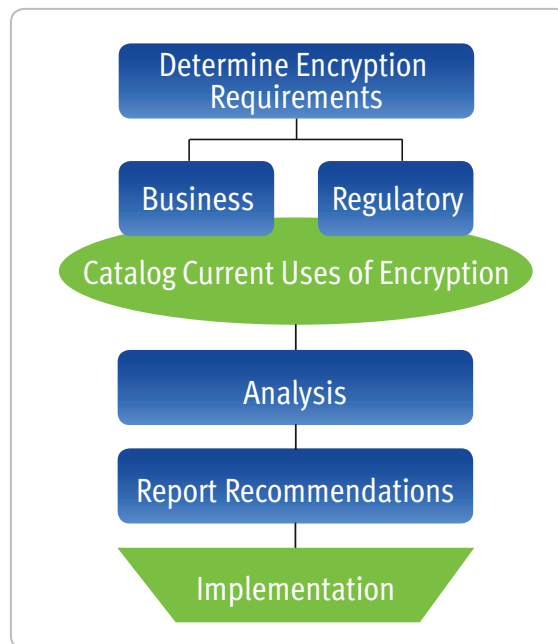 Determine Encryption
Requirements
Business
Regulatory
Catalog Current Uses of Encryption
Analysis
Report Recommendations
Implementation